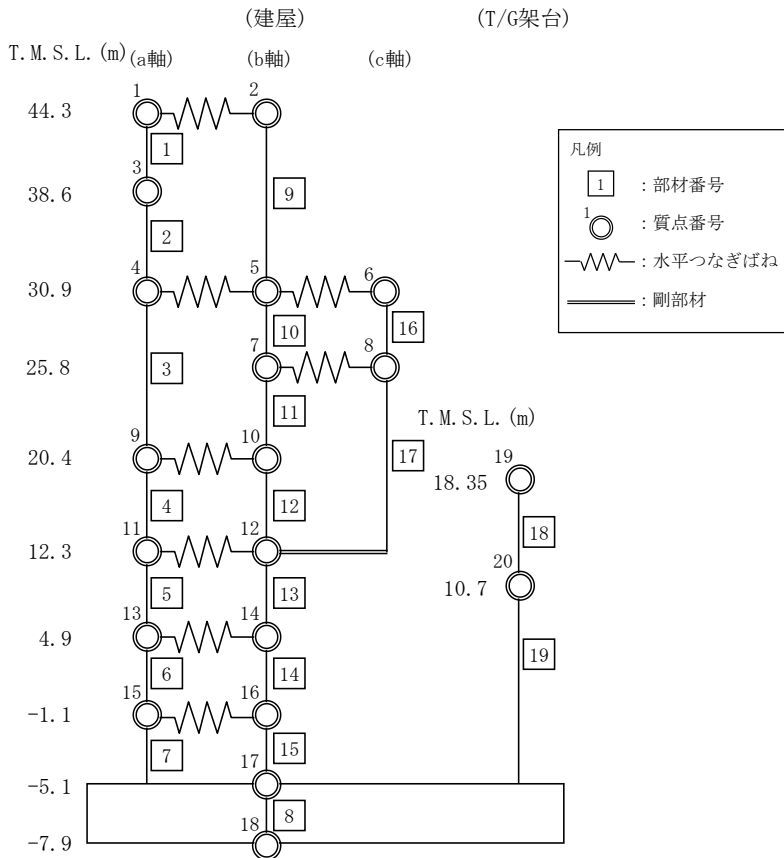 (建屋) (T/G架台)
T.M.S.L.(m) (a軸) (b軸) (c軸)
44.3 1 2
1
凡例
1 : 部材番号
1 : 質点番号
: 水平つなぎばね
: 剛部材
38.6 3 9
2
30.9 4 5 6
10 16
25.8 3 7 8
11
T.M.S.L.(m)
20.4 9 10 17
18.35 19
4 12 18
12.3 11 12
10.7 20
5 13
4.9 13 14
19
6 14
-1.1 15 16
7 15
-5.1 17
8
-7.9 18